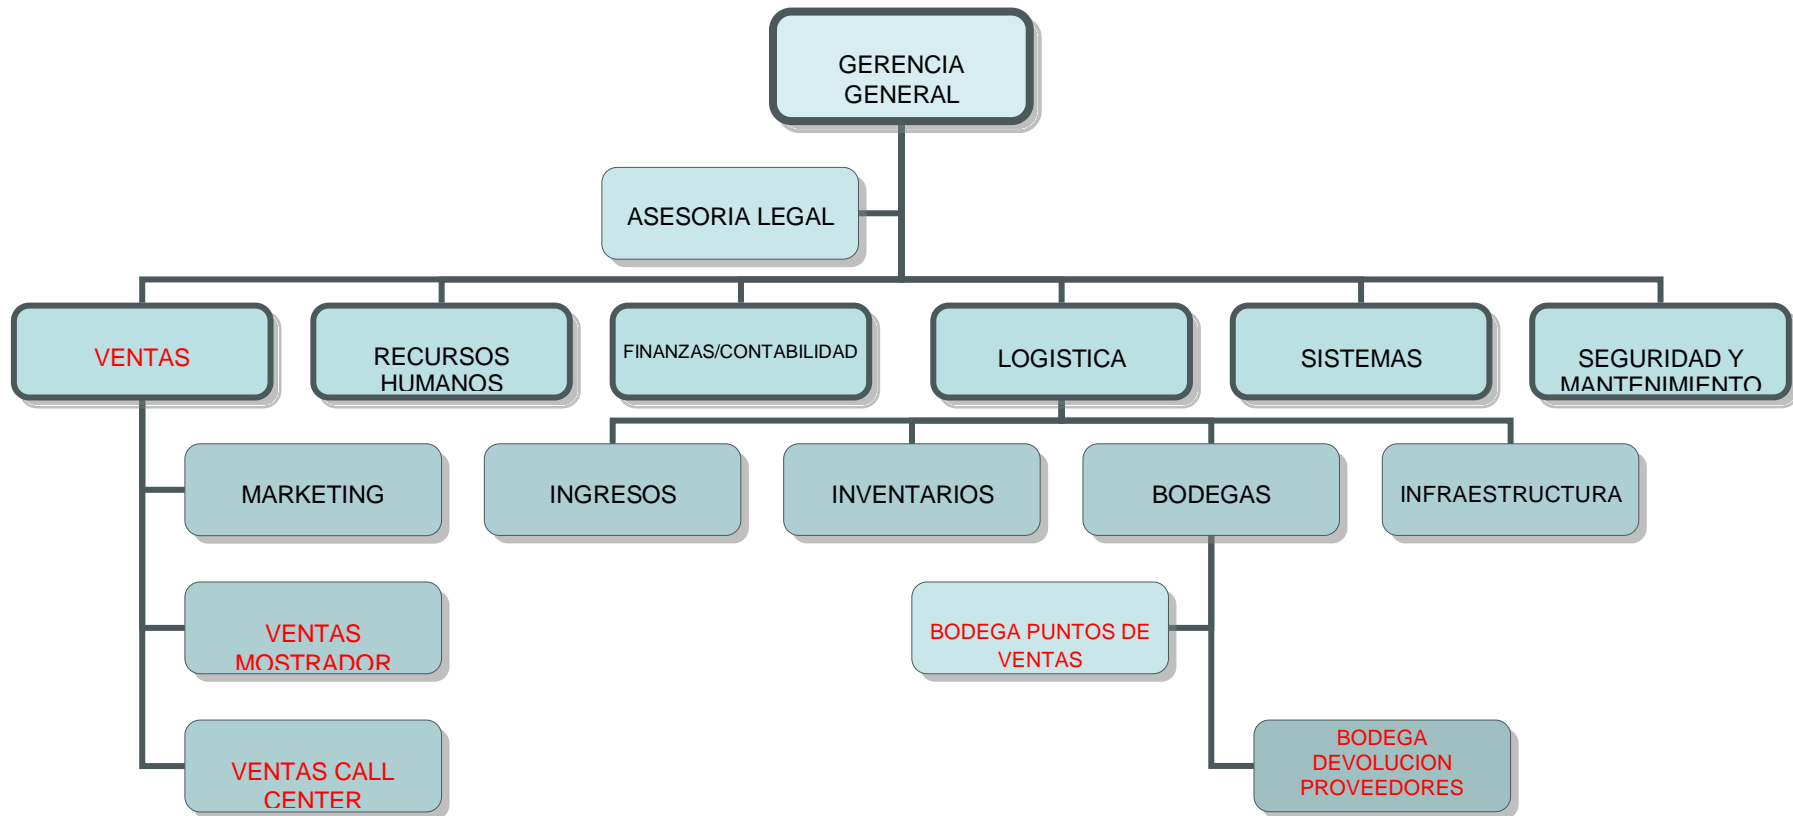 GERENCIA
GENERAL
ASESORIA LEGAL
VENTAS
RECURSOS
HUMANOS
FINANZAS/CONTABILIDAD
LOGISTICA
SISTEMAS
SEGURIDAD Y
MANTENIMIENTO
MARKETING
INGRESOS
INVENTARIOS
BODEGAS
INFRAESTRUCTURA
VENTAS
MOSTRADOR
BODEGA PUNTOS DE
VENTAS
VENTAS CALL
CENTER
BODEGA
DEVOLUCION
PROVEEDORES